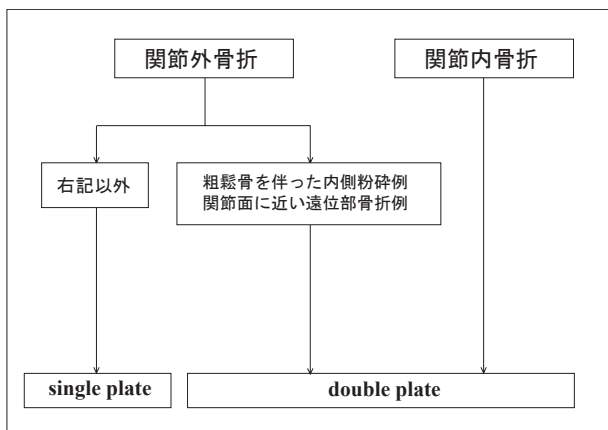 関節外骨折
関節内骨折
右記以外
粗鬆骨を伴った内側粉砕例
関節面に近い遠位部骨折例
single plate
double plate